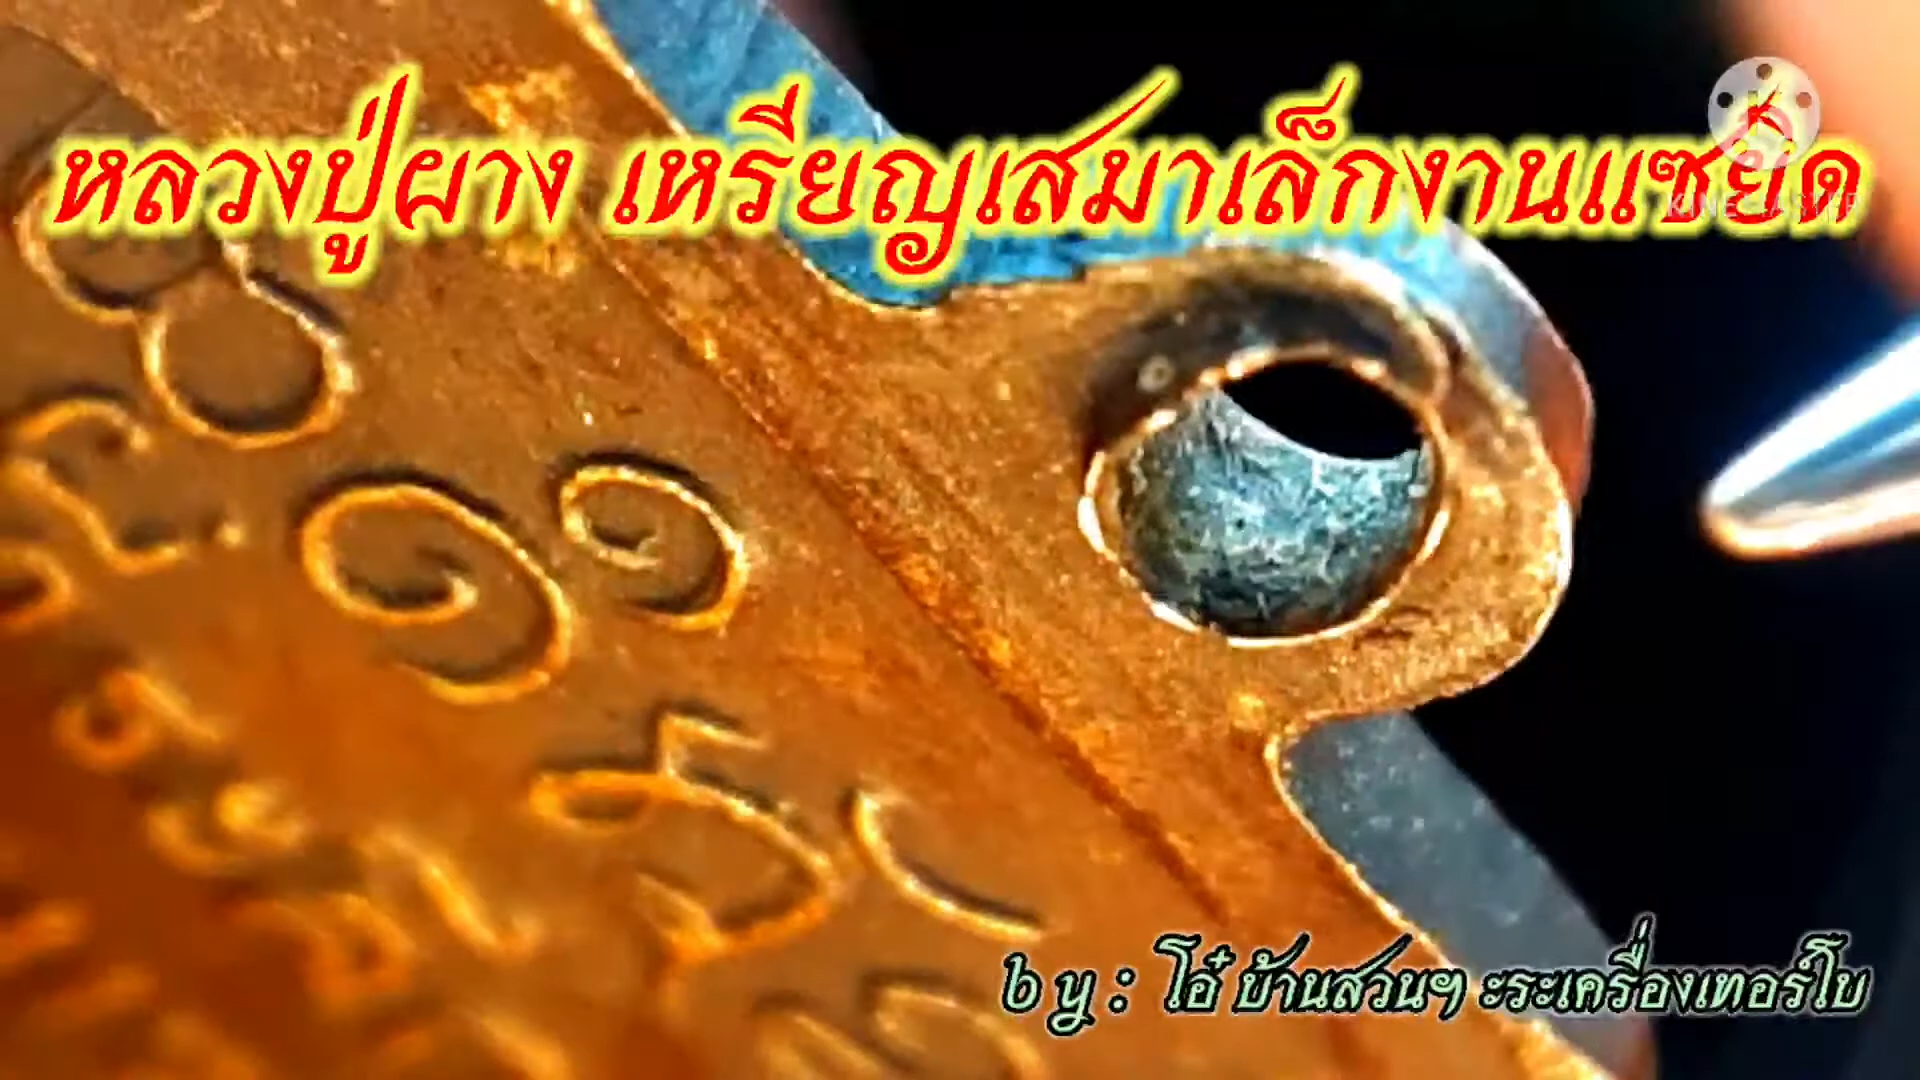 หลวงปู่ผาง เหรียญเสมาเล็กงานแซยิด
KINEMASTER
by : โอ๋ บ้านสวนฯ ะระเครื่องเทอร์โบ